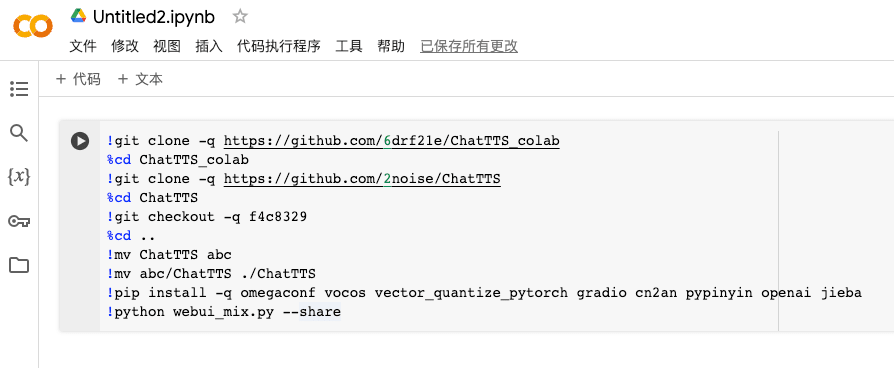 Untitled2.ipynb
文件 修改 视图 插入 代码执行程序 工具 帮助 已保存所有更改
+ 代码 + 文本
{x}
!git clone -q https://github.com/6drf21e/ChatTTS_colab
%cd ChatTTS_colab
!git clone -q https://github.com/2noise/ChatTTS
%cd ChatTTS
!git checkout -q f4c8329
%cd ..
!mv ChatTTS abc
!mv abc/ChatTTS ./ChatTTS
!pip install -q omegaconf vocos vector_quantize_pytorch gradio cn2an pypinyin openai jieba
!python webui_mix.py --share